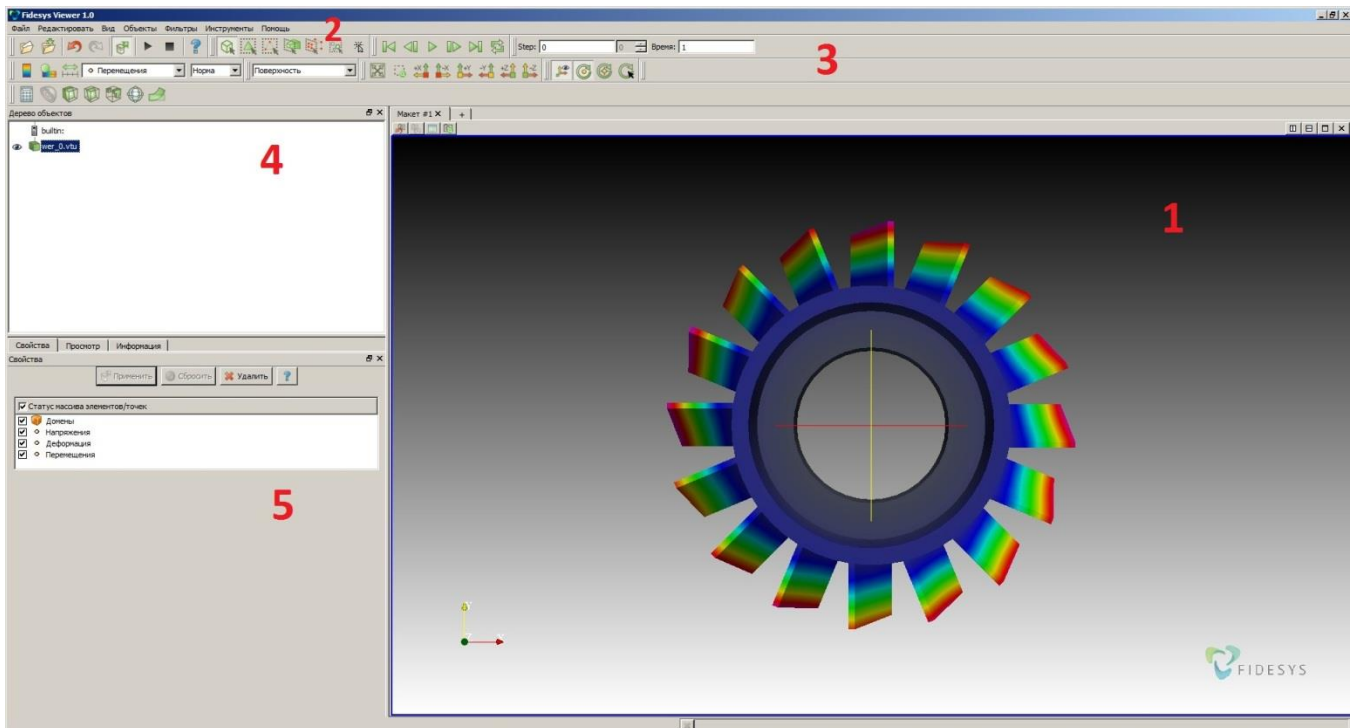 Fidesys Viewer 1.0
Файл Редактировать Вид Объекты Фильтры Инструменты Помощь
2
Step: 0 0 Время: 1
3
Перемещения Норма Поверхность
+X -X +Y -Y +Z -Z
Дерево объектов
Макет #1 +
builtin:
wer_0.vtu
4
1
Свойства Просмотр Информация
Свойства
Применить Сбросить Удалить ?
Статус массива элементов/точек
Домены
Напряжения
Деформация
Перемещения
5
FIDESYS